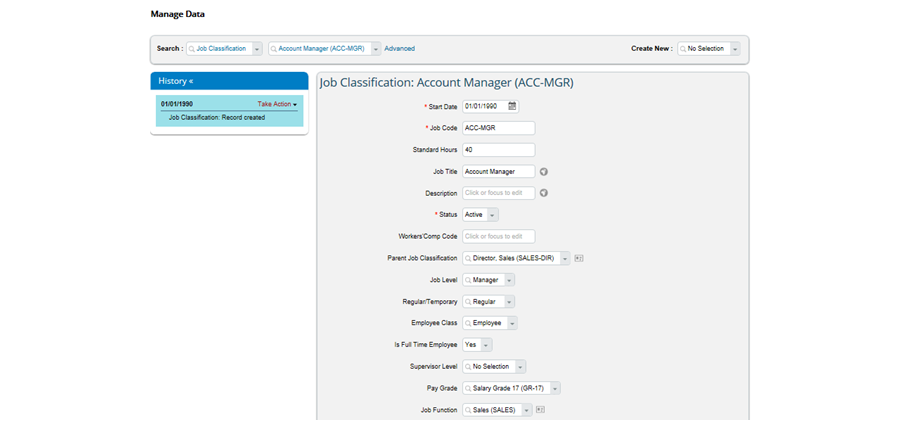 Manage Data
Search : Job Classification Account Manager (ACC-MGR) Advanced Create New : No Selection
History «
01/01/1990 Take Action
Job Classification: Record created
Job Classification: Account Manager (ACC-MGR)
* Start Date 01/01/1990
* Job Code ACC-MGR
Standard Hours 40
Job Title Account Manager
Description Click or focus to edit
* Status Active
Workers'Comp Code Click or focus to edit
Parent Job Classification Director, Sales (SALES-DIR)
Job Level Manager
Regular/Temporary Regular
Employee Class Employee
Is Full Time Employee Yes
Supervisor Level No Selection
Pay Grade Salary Grade 17 (GR-17)
Job Function Sales (SALES)